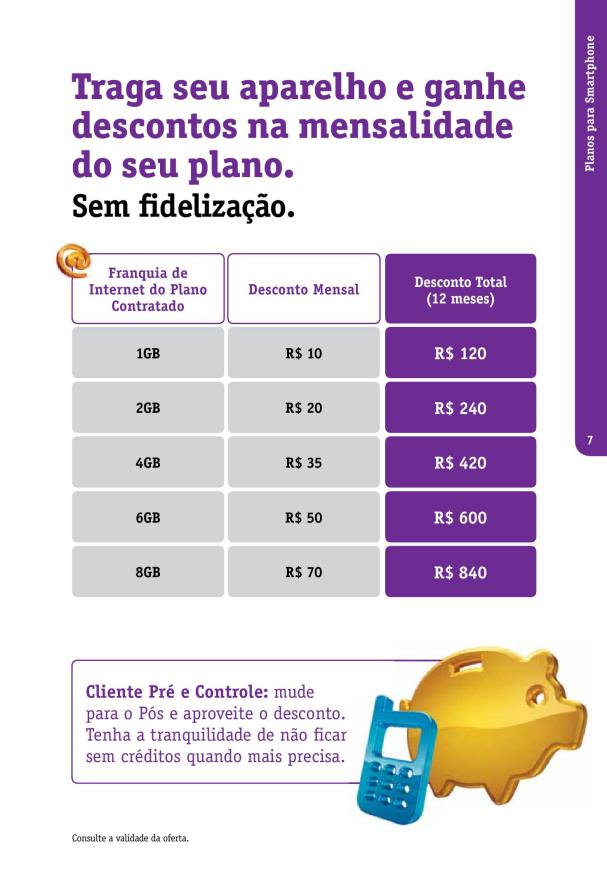 Planos para Smartphone
Traga seu aparelho e ganhe
descontos na mensalidade
do seu plano.
Sem fidelização.
@
Franquia de
Internet do Plano
Contratado
Desconto Mensal
Desconto Total
(12 meses)
1GB
R$ 10
R$ 120
2GB
R$ 20
R$ 240
4GB
R$ 35
R$ 420
6GB
R$ 50
R$ 600
8GB
R$ 70
R$ 840
7
Cliente Pré e Controle: mude
para o Pós e aproveite o desconto.
Tenha a tranquilidade de não ficar
sem créditos quando mais precisa.
Consulte a validade da oferta.